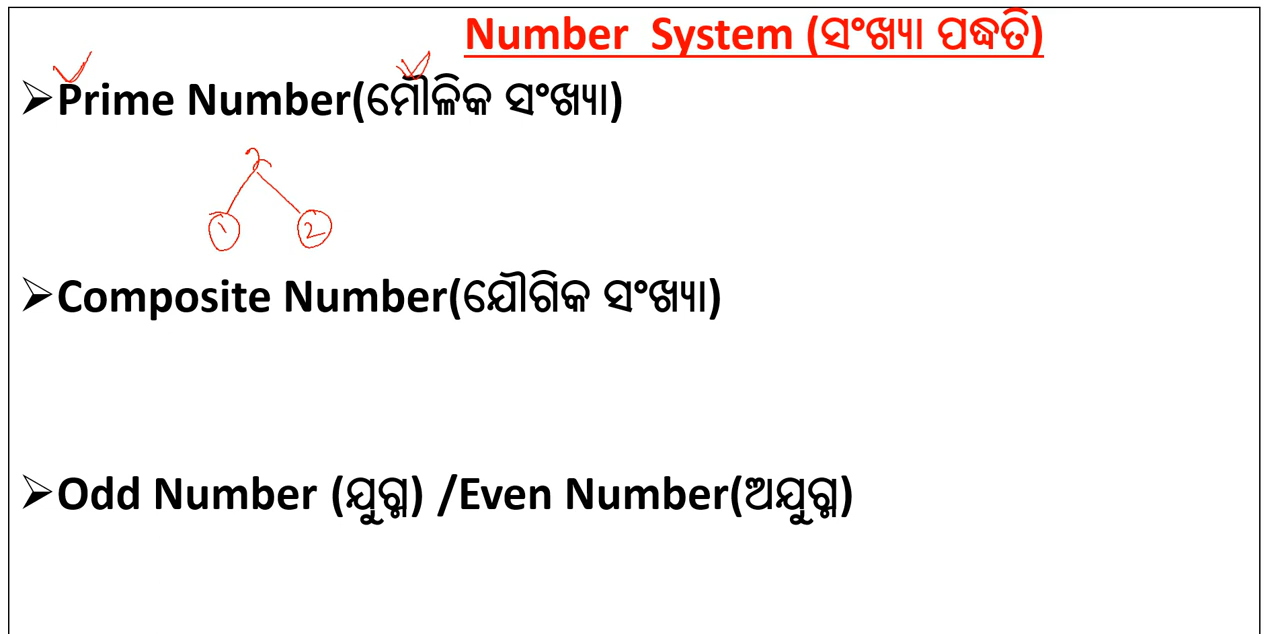 Number System (ସଂଖ୍ୟା ପଦ୍ଧତି)
➢Prime Number(ମୌଳିକ ସଂଖ୍ୟା)
2
1 2
➢Composite Number(ଯୌଗିକ ସଂଖ୍ୟା)
➢Odd Number (ଯୁଗ୍ମ) /Even Number(ଅଯୁଗ୍ମ)